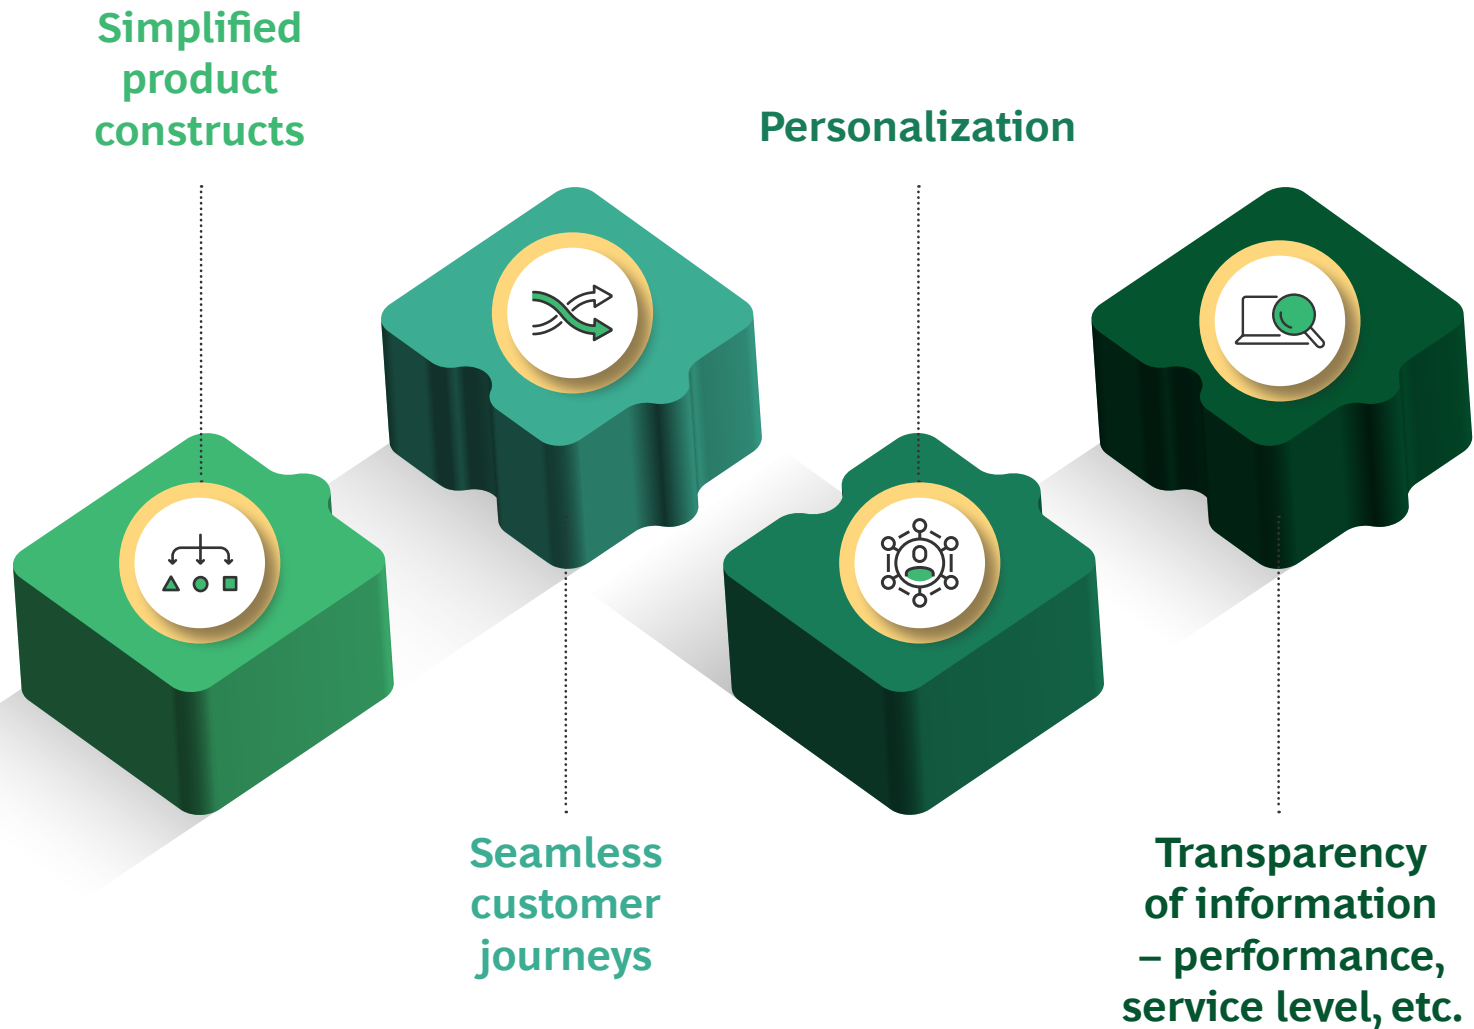 Simplified
product
constructs
Personalization
Seamless
customer
journeys
Transparency
of information
– performance,
service level, etc.